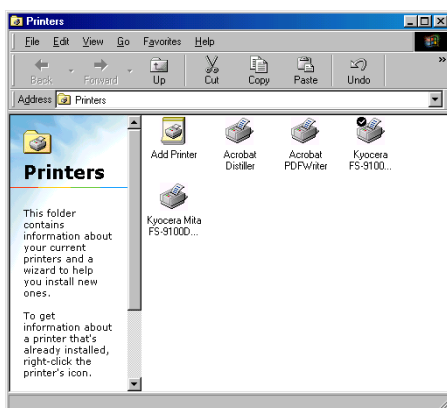 Printers
File Edit View Go Favorites Help
Back Forward Up Cut Copy Paste Undo »
Address Printers
Printers
This folder
contains
information about
your current
printers and a
wizard to help
you install new
ones.
To get
information about
a printer that's
already installed,
right-click the
printer's icon.
Add Printer
Acrobat
Distiller
Acrobat
PDFWriter
Kyocera
FS-9100...
Kyocera Mita
FS-9100D...